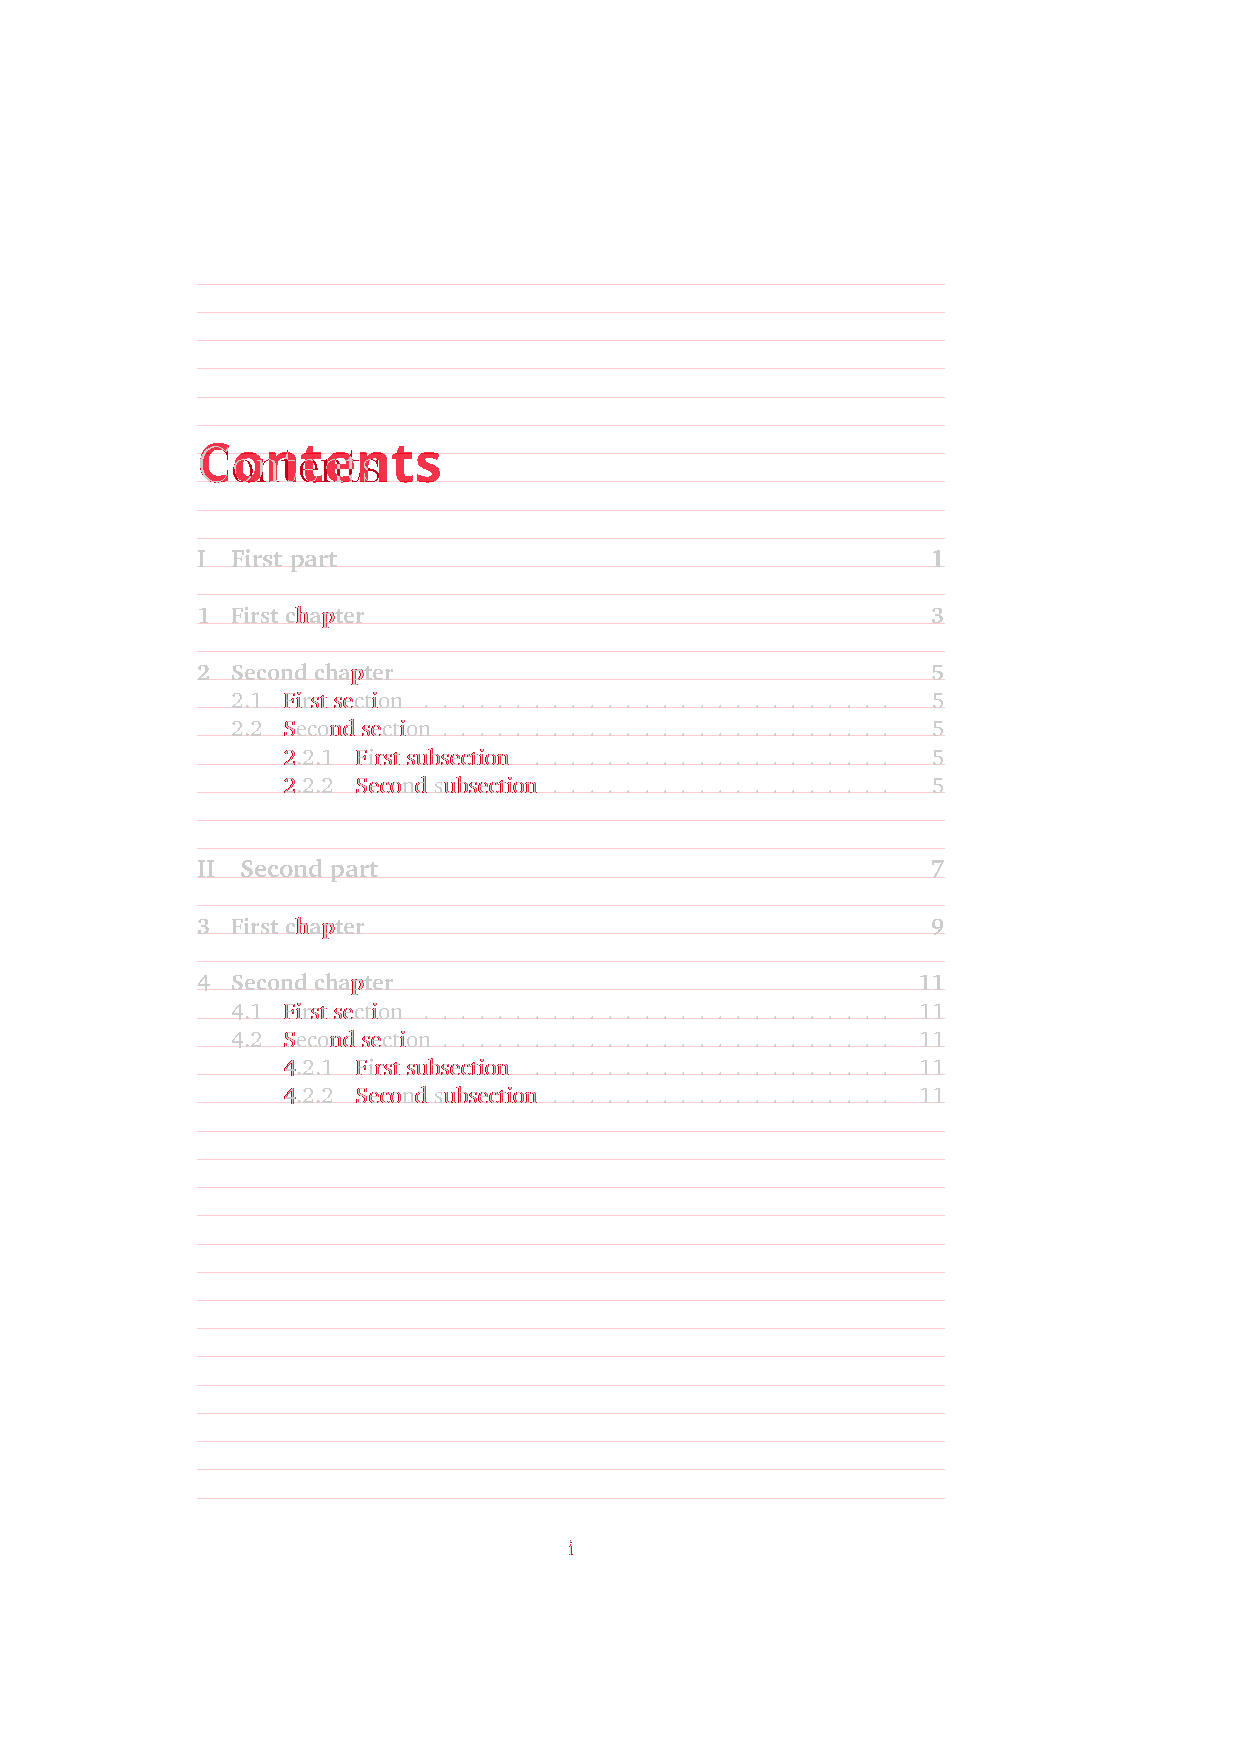 Contents
I First part 1
1 First chapter 3
2 Second chapter 5
2.1 First section . . . . . . . . . . . . . . . . . . . . . . . . . . 5
2.2 Second section . . . . . . . . . . . . . . . . . . . . . . . . . 5
2.2.1 First subsection . . . . . . . . . . . . . . . . . . . . 5
2.2.2 Second subsection . . . . . . . . . . . . . . . . . . . 5
II Second part 7
3 First chapter 9
4 Second chapter 11
4.1 First section . . . . . . . . . . . . . . . . . . . . . . . . . . 11
4.2 Second section . . . . . . . . . . . . . . . . . . . . . . . . . 11
4.2.1 First subsection . . . . . . . . . . . . . . . . . . . . 11
4.2.2 Second subsection . . . . . . . . . . . . . . . . . . . 11
i